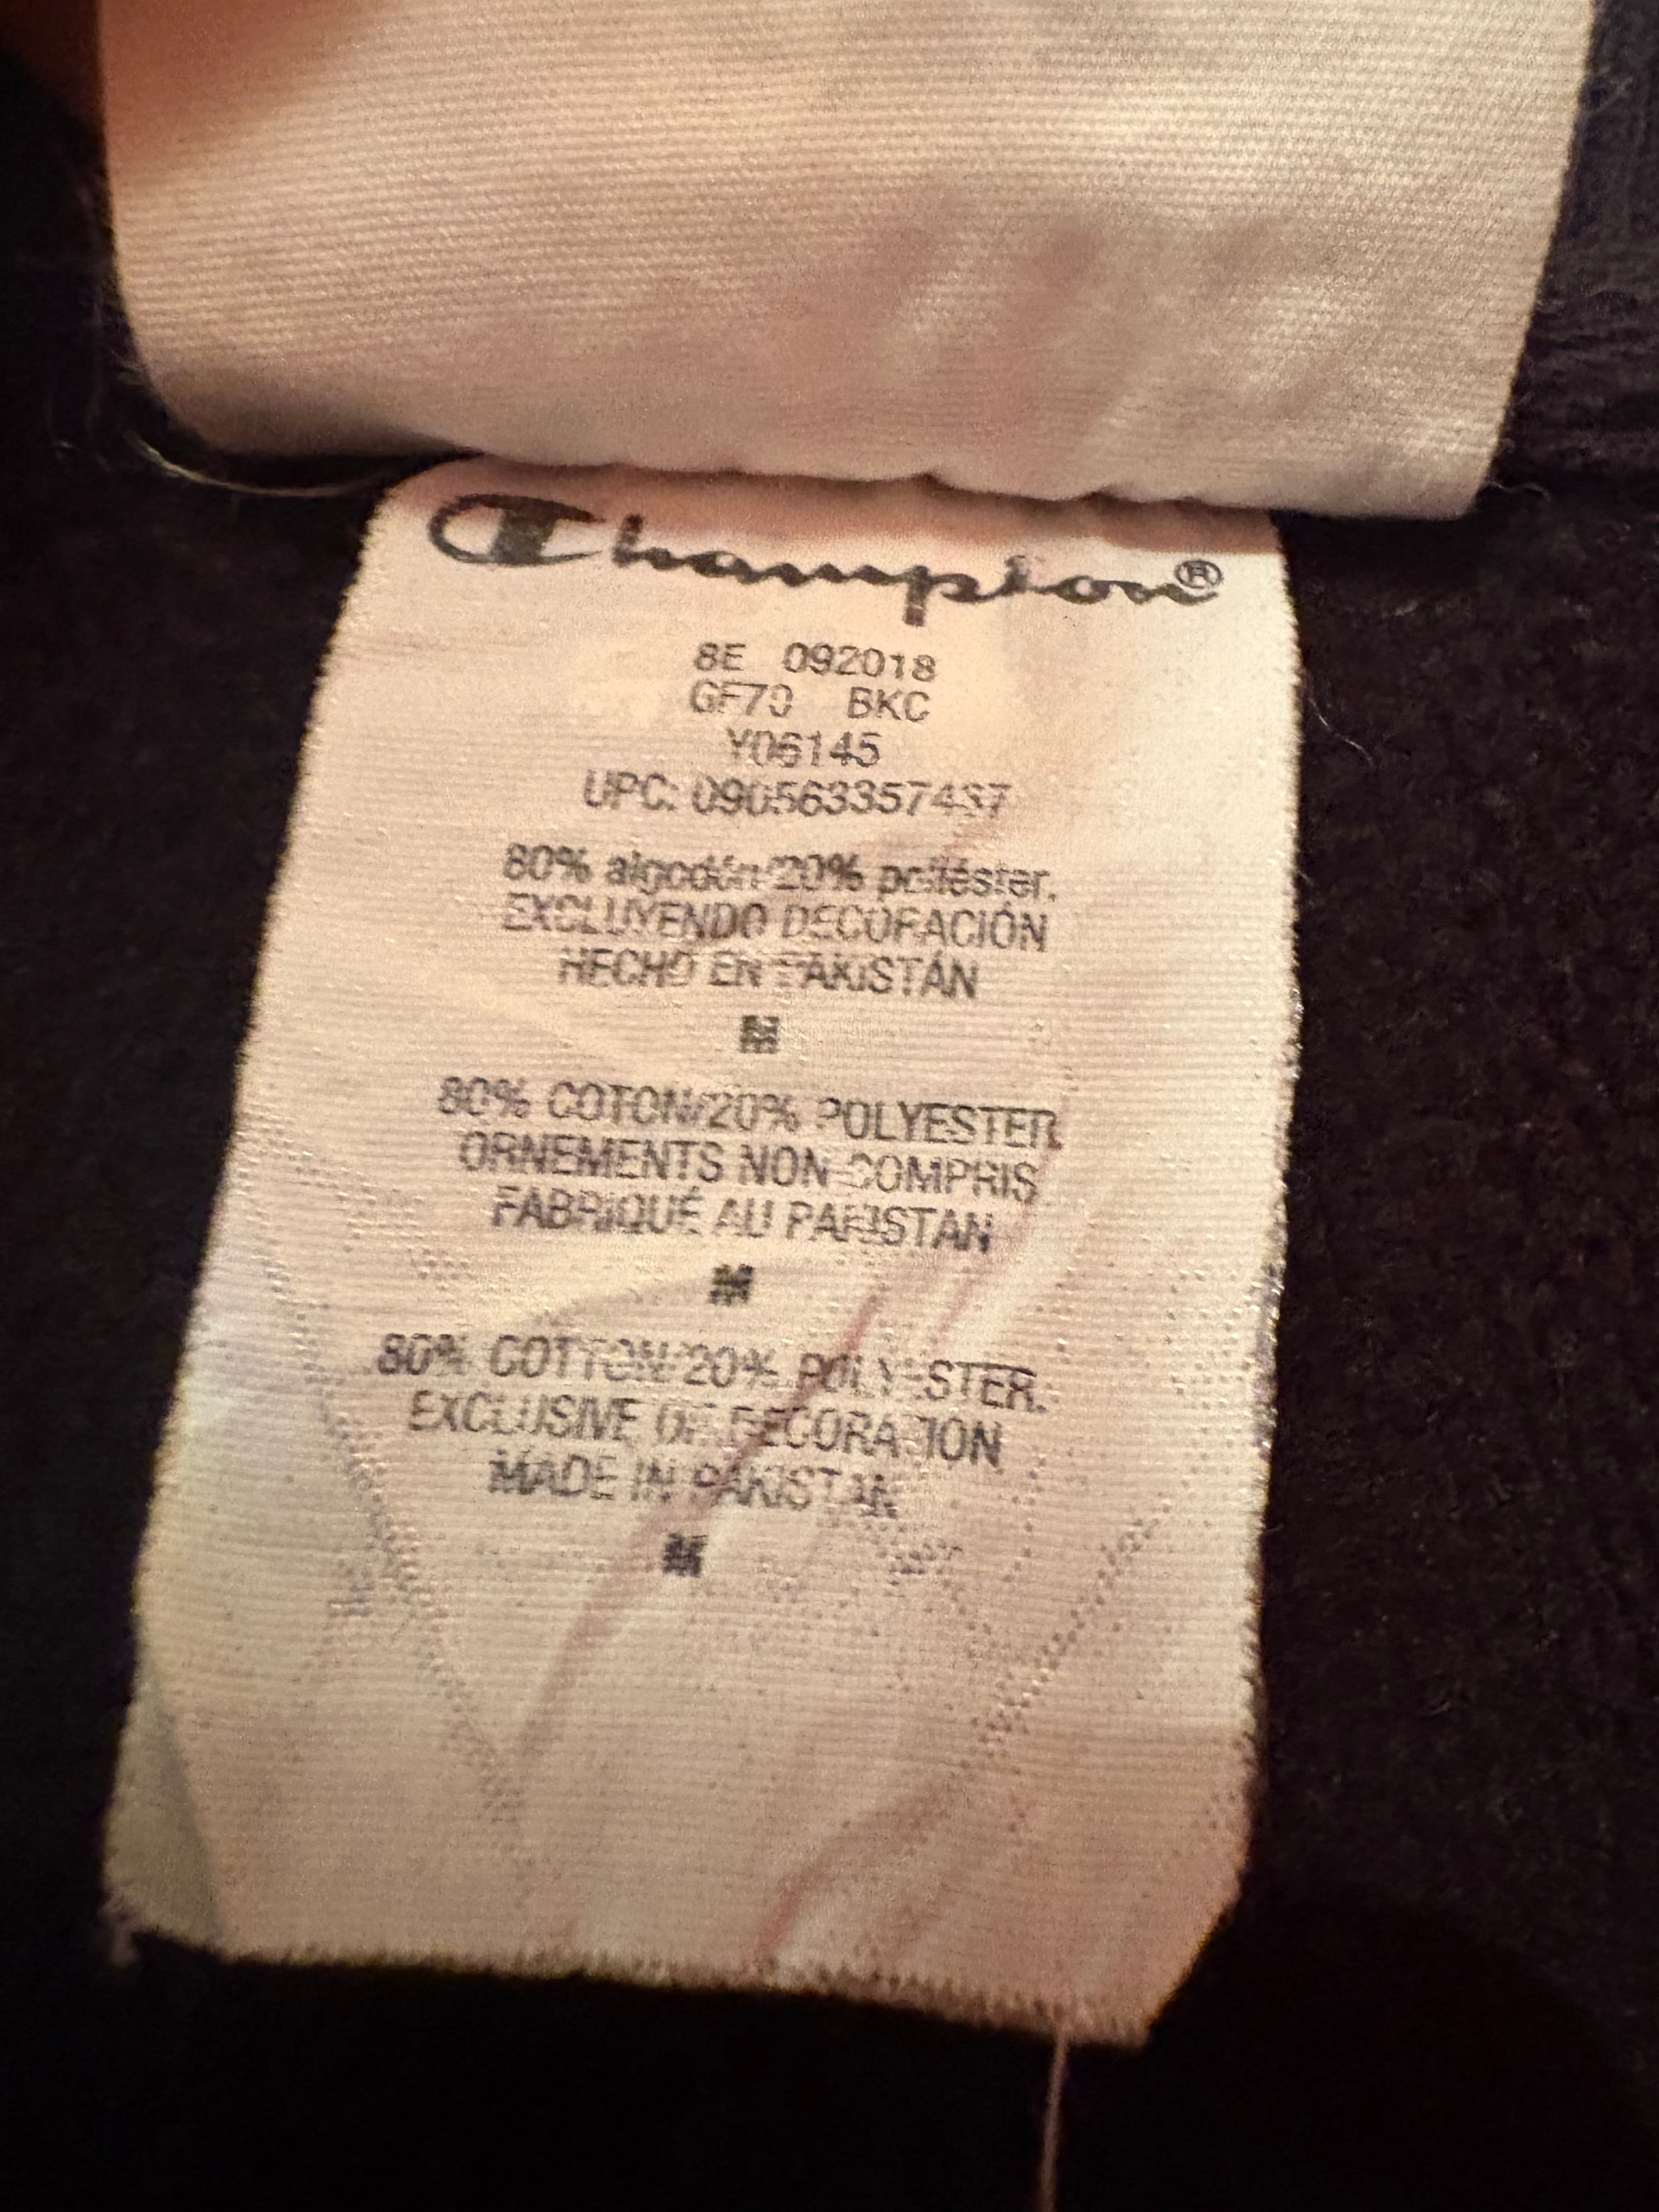 Champion®
8E 092018
GF70 BKC
Y06145
UPC: 090563357437
80% algodón/20% poliéster.
EXCLUYENDO DECORACIÓN
HECHO EN PAKISTÁN
M
80% COTON/20% POLYESTER.
ORNEMENTS NON COMPRIS
FABRIQUÉ AU PAKISTAN
M
80% COTTON/20% POLYESTER.
EXCLUSIVE OF DECORATION
MADE IN PAKISTAN
M